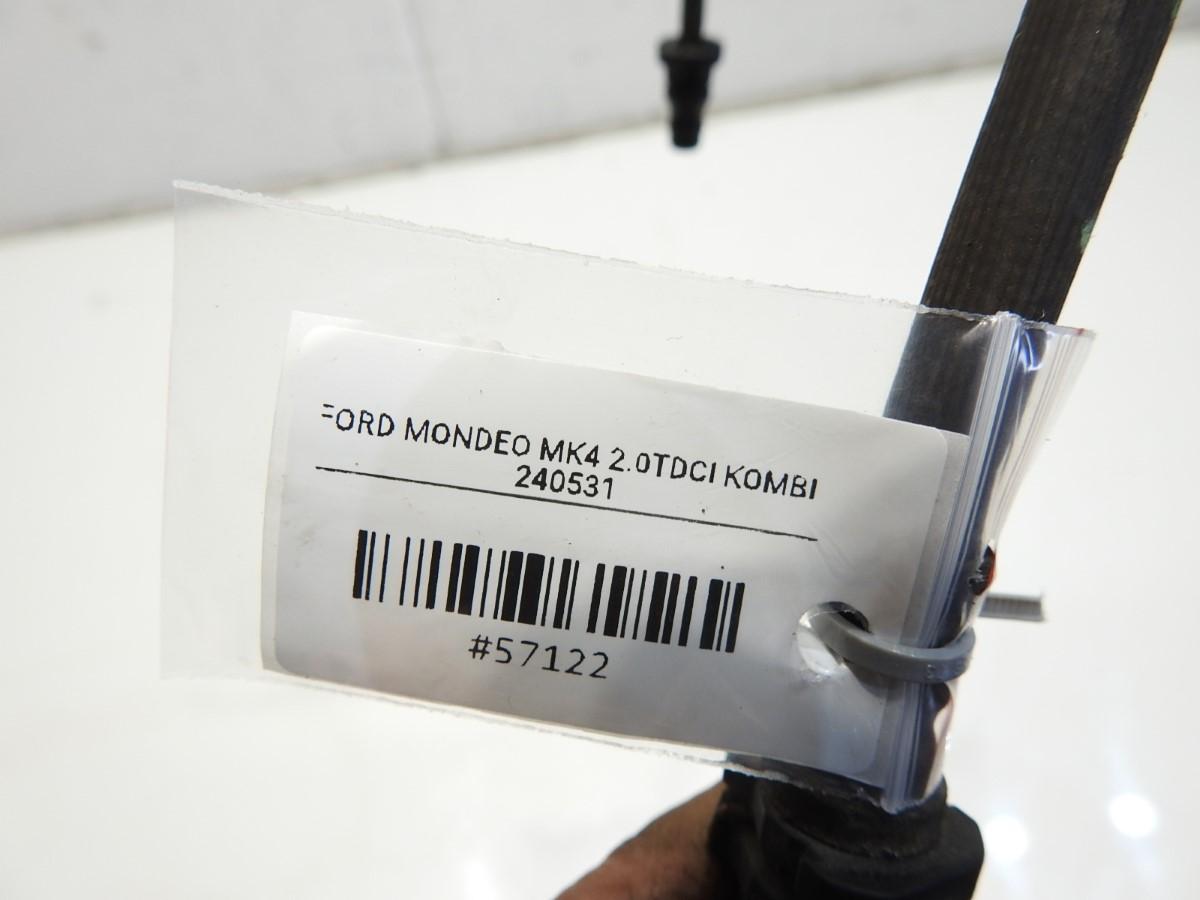 FORD MONDEO MK4 2.0TDCI KOMBI
240531
#57122